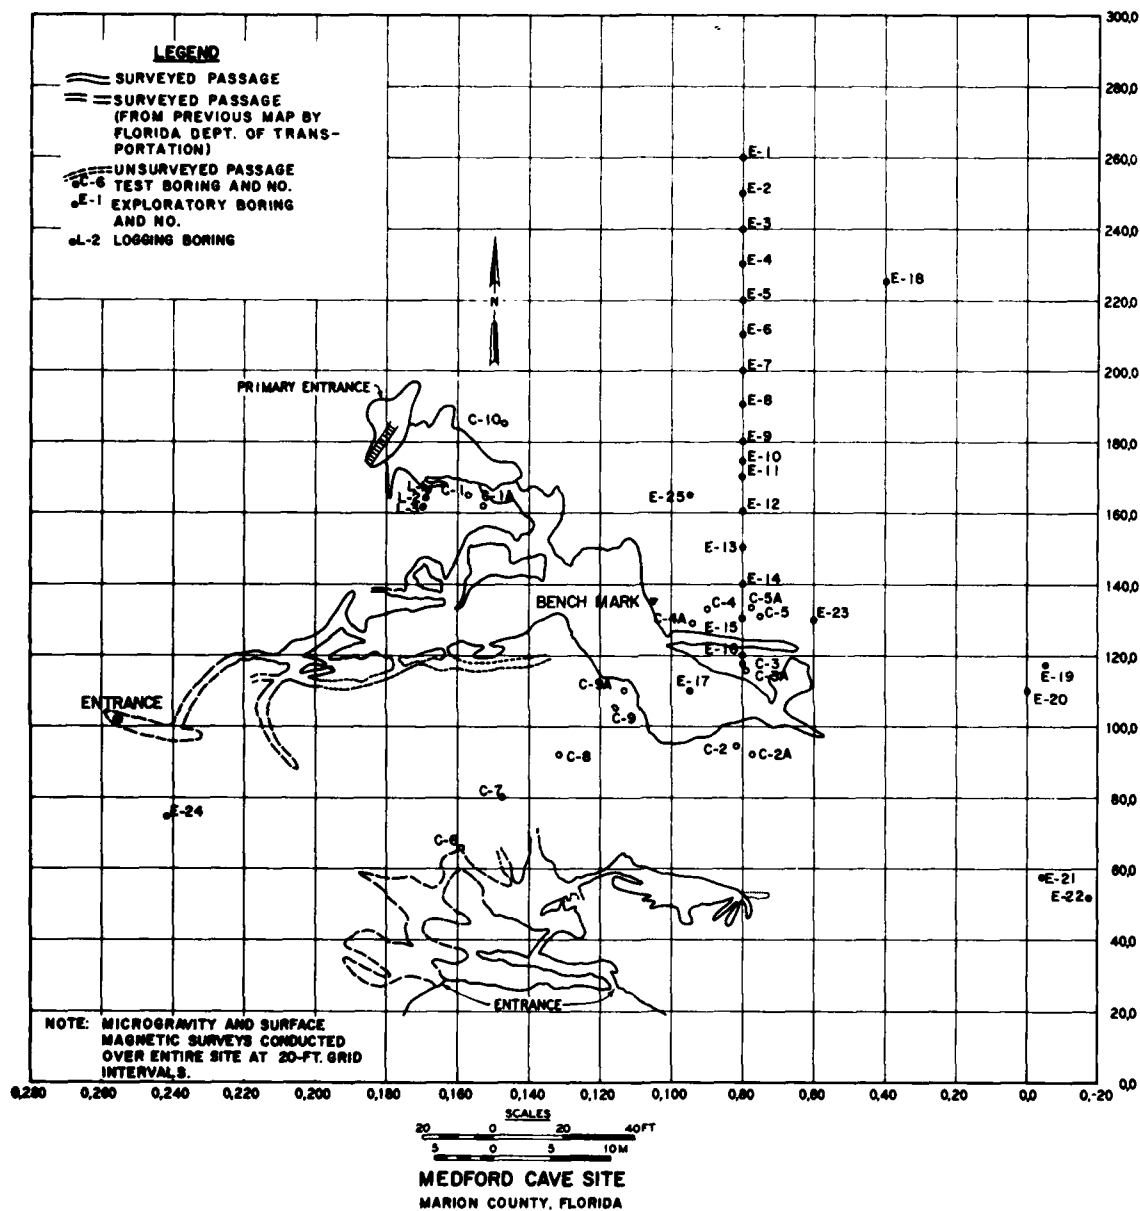 LEGEND
SURVEYED PASSAGE
SURVEYED PASSAGE
(FROM PREVIOUS MAP BY
FLORIDA DEPT. OF TRANS-
PORTATION)
UNSURVEYED PASSAGE
C-6 TEST BORING AND NO.
E-1 EXPLORATORY BORING
AND NO.
L-2 LOGGING BORING
300,0
280,0
260,0
240,0
220,0
200,0
180,0
160,0
140,0
120,0
100,0
80,0
60,0
40,0
20,0
0,0
E-1
E-2
E-3
E-4
E-5
E-18
N
E-6
E-7
PRIMARY ENTRANCE
E-8
C-10
E-9
E-10
E-11
L-2
C-1
E-25
E-12
E-13
E-14
BENCH MARK
C-4
C-5A
C-4A
C-5
E-23
E-15
E-16
C-3
C-3A
E-19
C-9A
E-17
E-20
ENTRANCE
C-9
C-2
C-2A
C-8
C-7
E-24
C-6
E-21
E-22
ENTRANCE
NOTE: MICROGRAVITY AND SURFACE
MAGNETIC SURVEYS CONDUCTED
OVER ENTIRE SITE AT 20-FT. GRID
INTERVALS.
0,280 0,260 0,240 0,220 0,200 0,180 0,160 0,140 0,120 0,100 0,80 0,60 0,40 0,20 0,0 0,-20
SCALES
20 0 20 40FT
5 0 5 10M
MEDFORD CAVE SITE
MARION COUNTY, FLORIDA